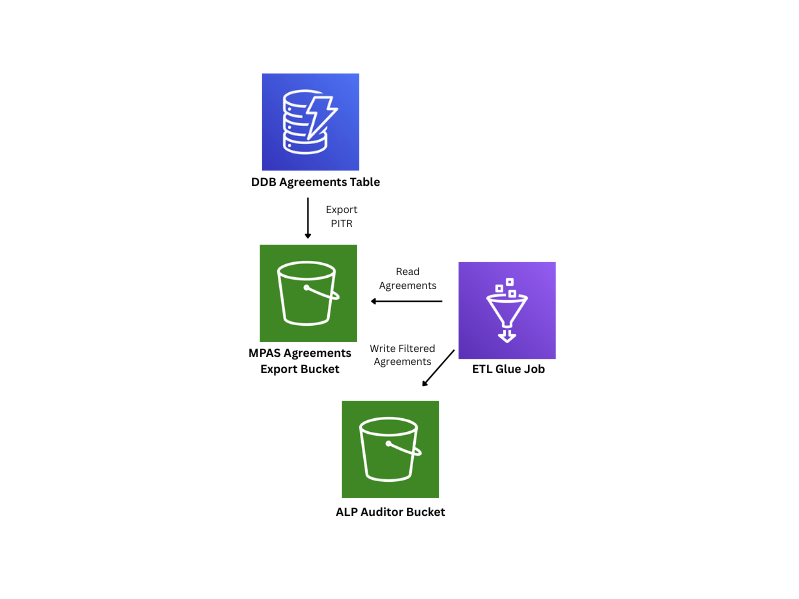 DDB Agreements Table
Export
PITR
Read
Agreements
MPAS Agreements
Export Bucket
Write Filtered
Agreements
ETL Glue Job
ALP Auditor Bucket